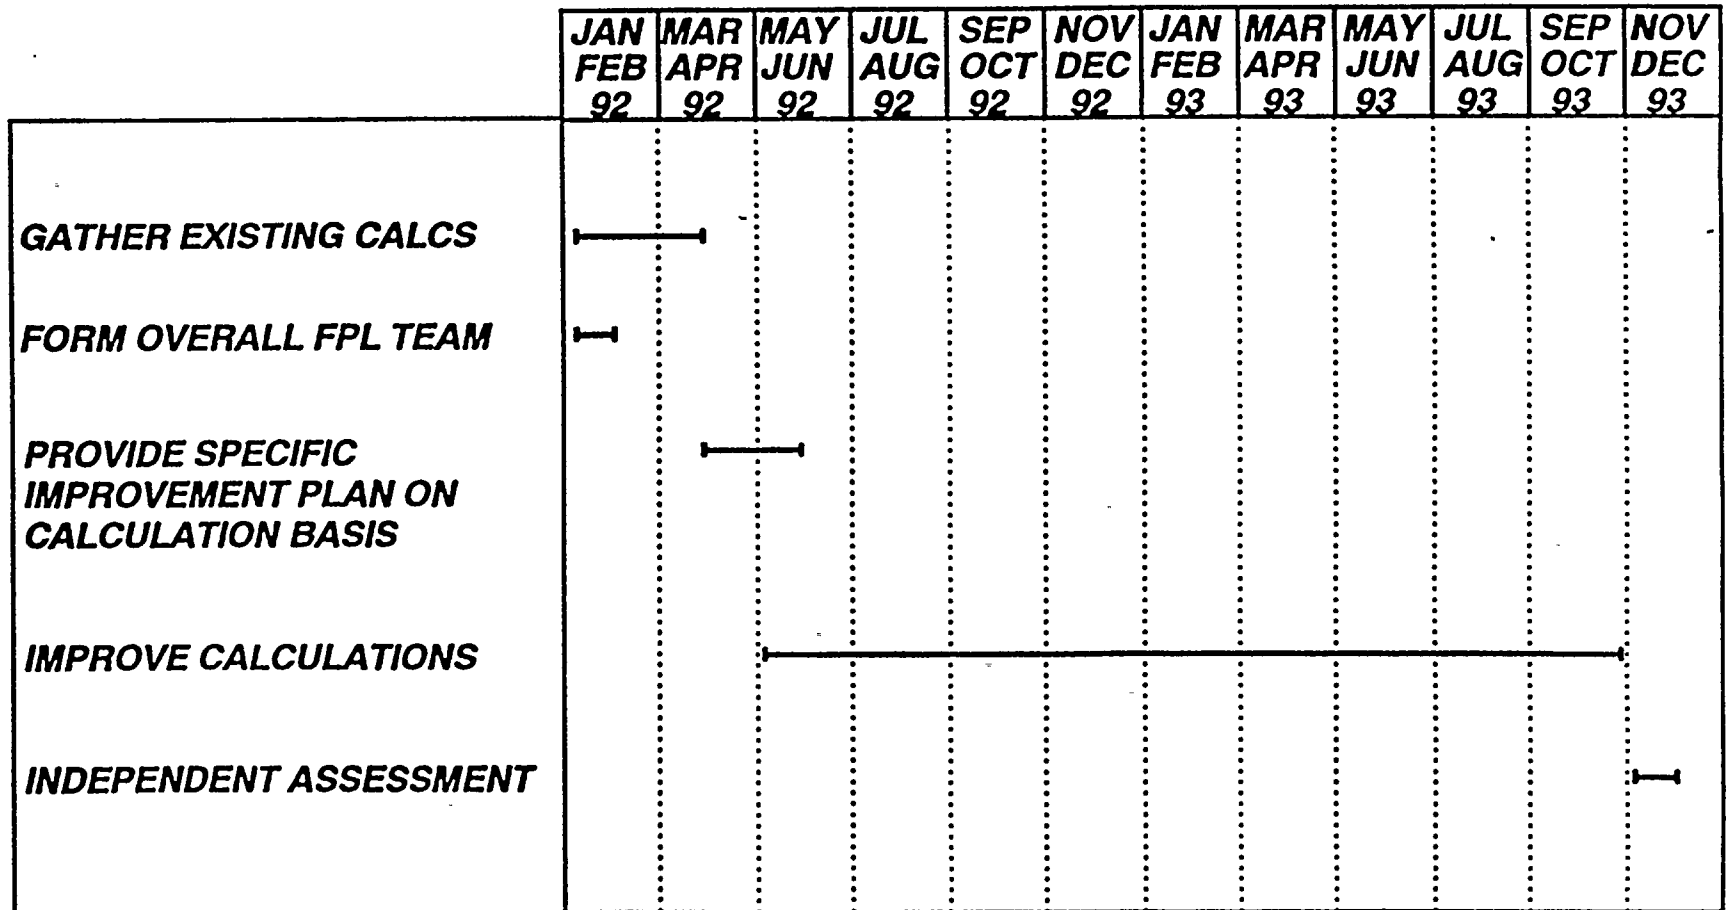 JAN MAR MAY JUL SEP NOV JAN MAR MAY JUL SEP NOV
FEB APR JUN AUG OCT DEC FEB APR JUN AUG OCT DEC
92 92 92 92 92 92 93 93 93 93 93 93
GATHER EXISTING CALCS
FORM OVERALL FPL TEAM
PROVIDE SPECIFIC
IMPROVEMENT PLAN ON
CALCULATION BASIS
IMPROVE CALCULATIONS
INDEPENDENT ASSESSMENT